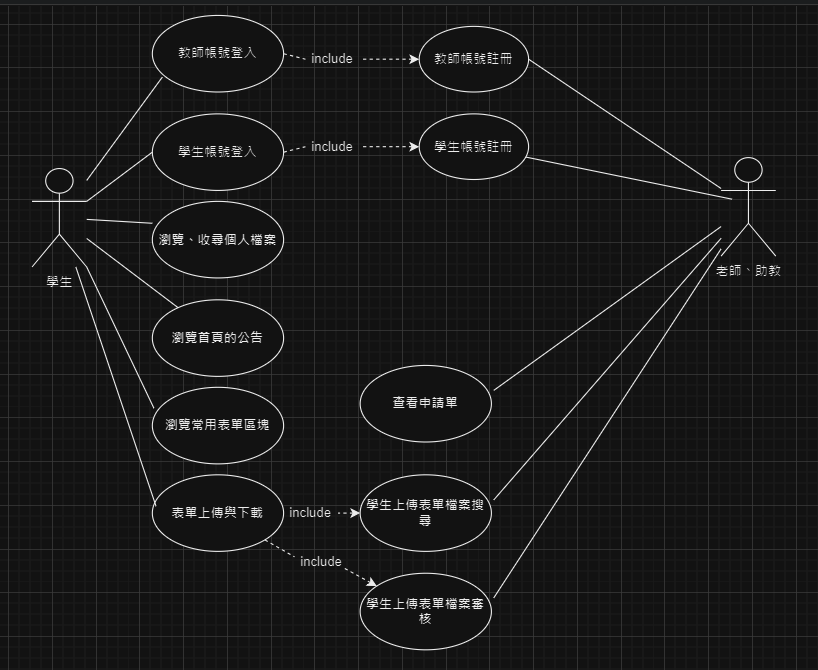 教師帳號登入
include
教師帳號註冊
學生帳號登入
include
學生帳號註冊
瀏覽、收尋個人檔案
學生
老師、助教
瀏覽首頁的公告
查看申請單
瀏覽常用表單區塊
表單上傳與下載
include
學生上傳表單檔案搜
尋
include
學生上傳表單檔案審
核